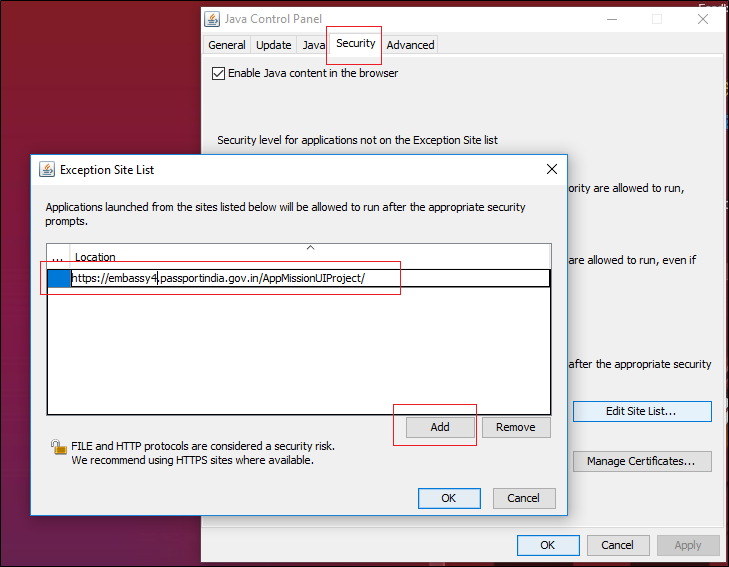 Java Control Panel
General Update Java Security Advanced
Enable Java content in the browser
Security level for applications not on the Exception Site list
ority are allowed to run,
are allowed to run, even if
after the appropriate security
Edit Site List...
Manage Certificates...
OK Cancel Apply
Exception Site List
Applications launched from the sites listed below will be allowed to run after the appropriate security
prompts.
... Location
https://embassy4.passportindia.gov.in/AppMissionUIProject/
Add Remove
FILE and HTTP protocols are considered a security risk.
We recommend using HTTPS sites where available.
OK Cancel